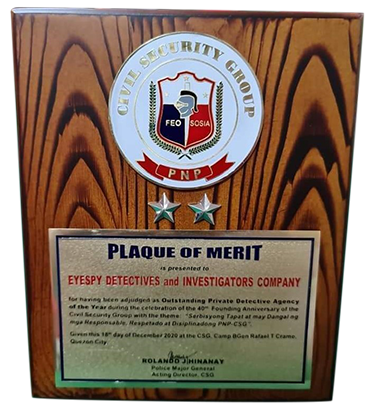 CIVIL SECURITY GROUP
FEO SOSIA
PNP
PLAQUE OF MERIT
is presented to
EYESPY DETECTIVES and INVESTIGATORS COMPANY
for having been adjudged as Outstanding Private Detective Agency
of the Year during the celebration of the 40th Founding Anniversary of the
Civil Security Group with the theme: "Serbisyong Tapat at may Dangal ng
mga Responsable, Respetado at Disiplinadong PNP-CSG".
Given this 18th day of December 2020 at the CSG, Camp BGen Rafael T Crame,
Quezon City.
ROLANDO J HINANAY
Police Major General
Acting Director, CSG